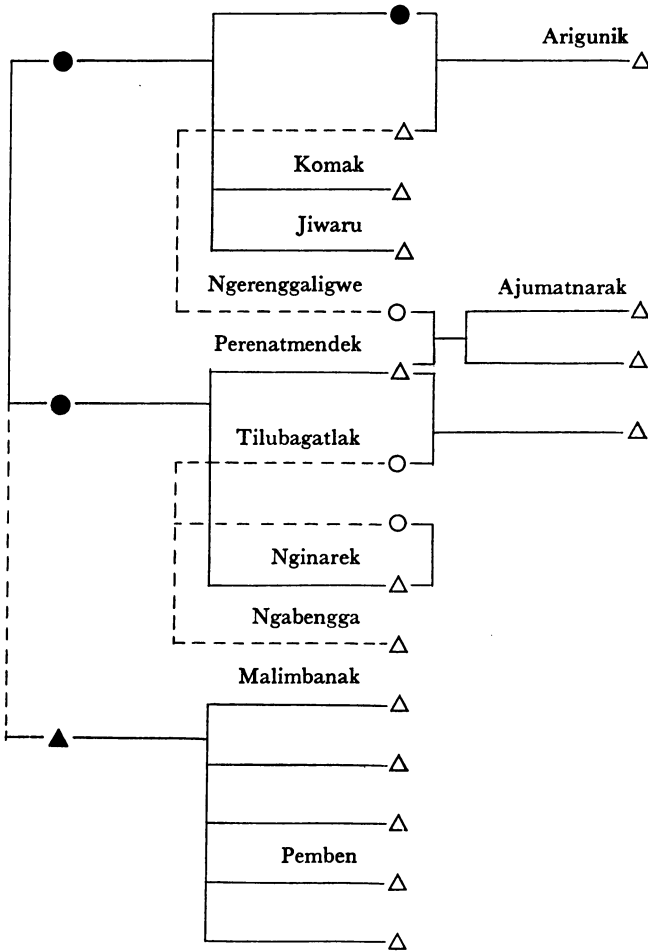 Arigunik
Komak
Jiwaru
Ngerenggaligwe
Ajumatnarak
Perenatmendek
Tilubagatlak
Nginarek
Ngabengga
Malimbanak
Pemben